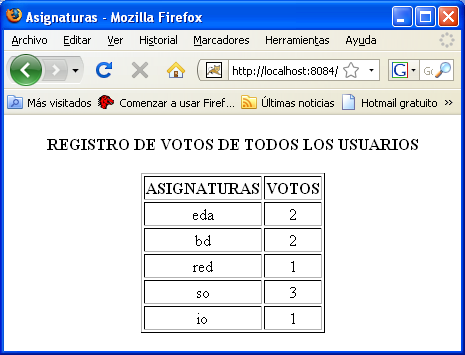 Asignaturas - Mozilla Firefox
Archivo Editar Ver Historial Marcadores Herramientas Ayuda
http://localhost:8084/ G Go
Más visitados Comenzar a usar Firef... Últimas noticias Hotmail gratuito »
REGISTRO DE VOTOS DE TODOS LOS USUARIOS
ASIGNATURAS VOTOS
eda 2
bd 2
red 1
so 3
io 1